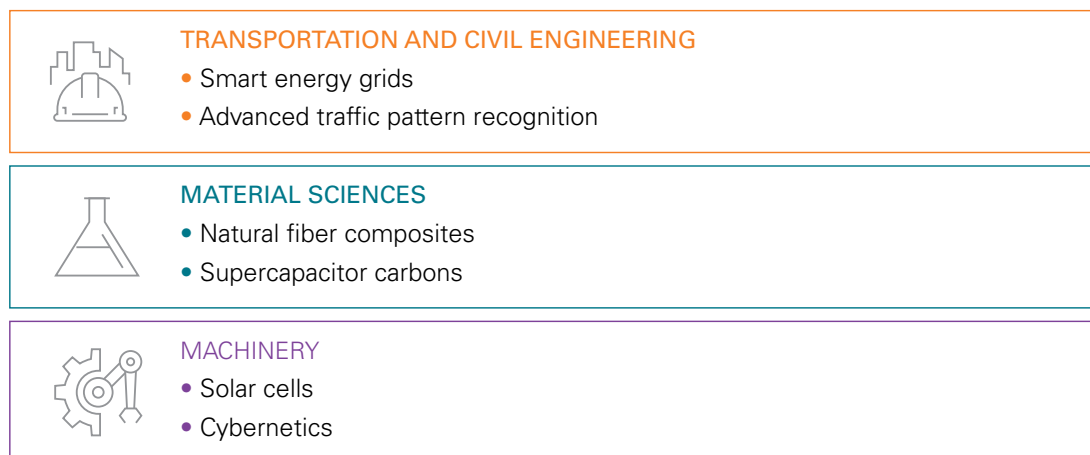 TRANSPORTATION AND CIVIL ENGINEERING
• Smart energy grids
• Advanced traffic pattern recognition
MATERIAL SCIENCES
• Natural fiber composites
• Supercapacitor carbons
MACHINERY
• Solar cells
• Cybernetics